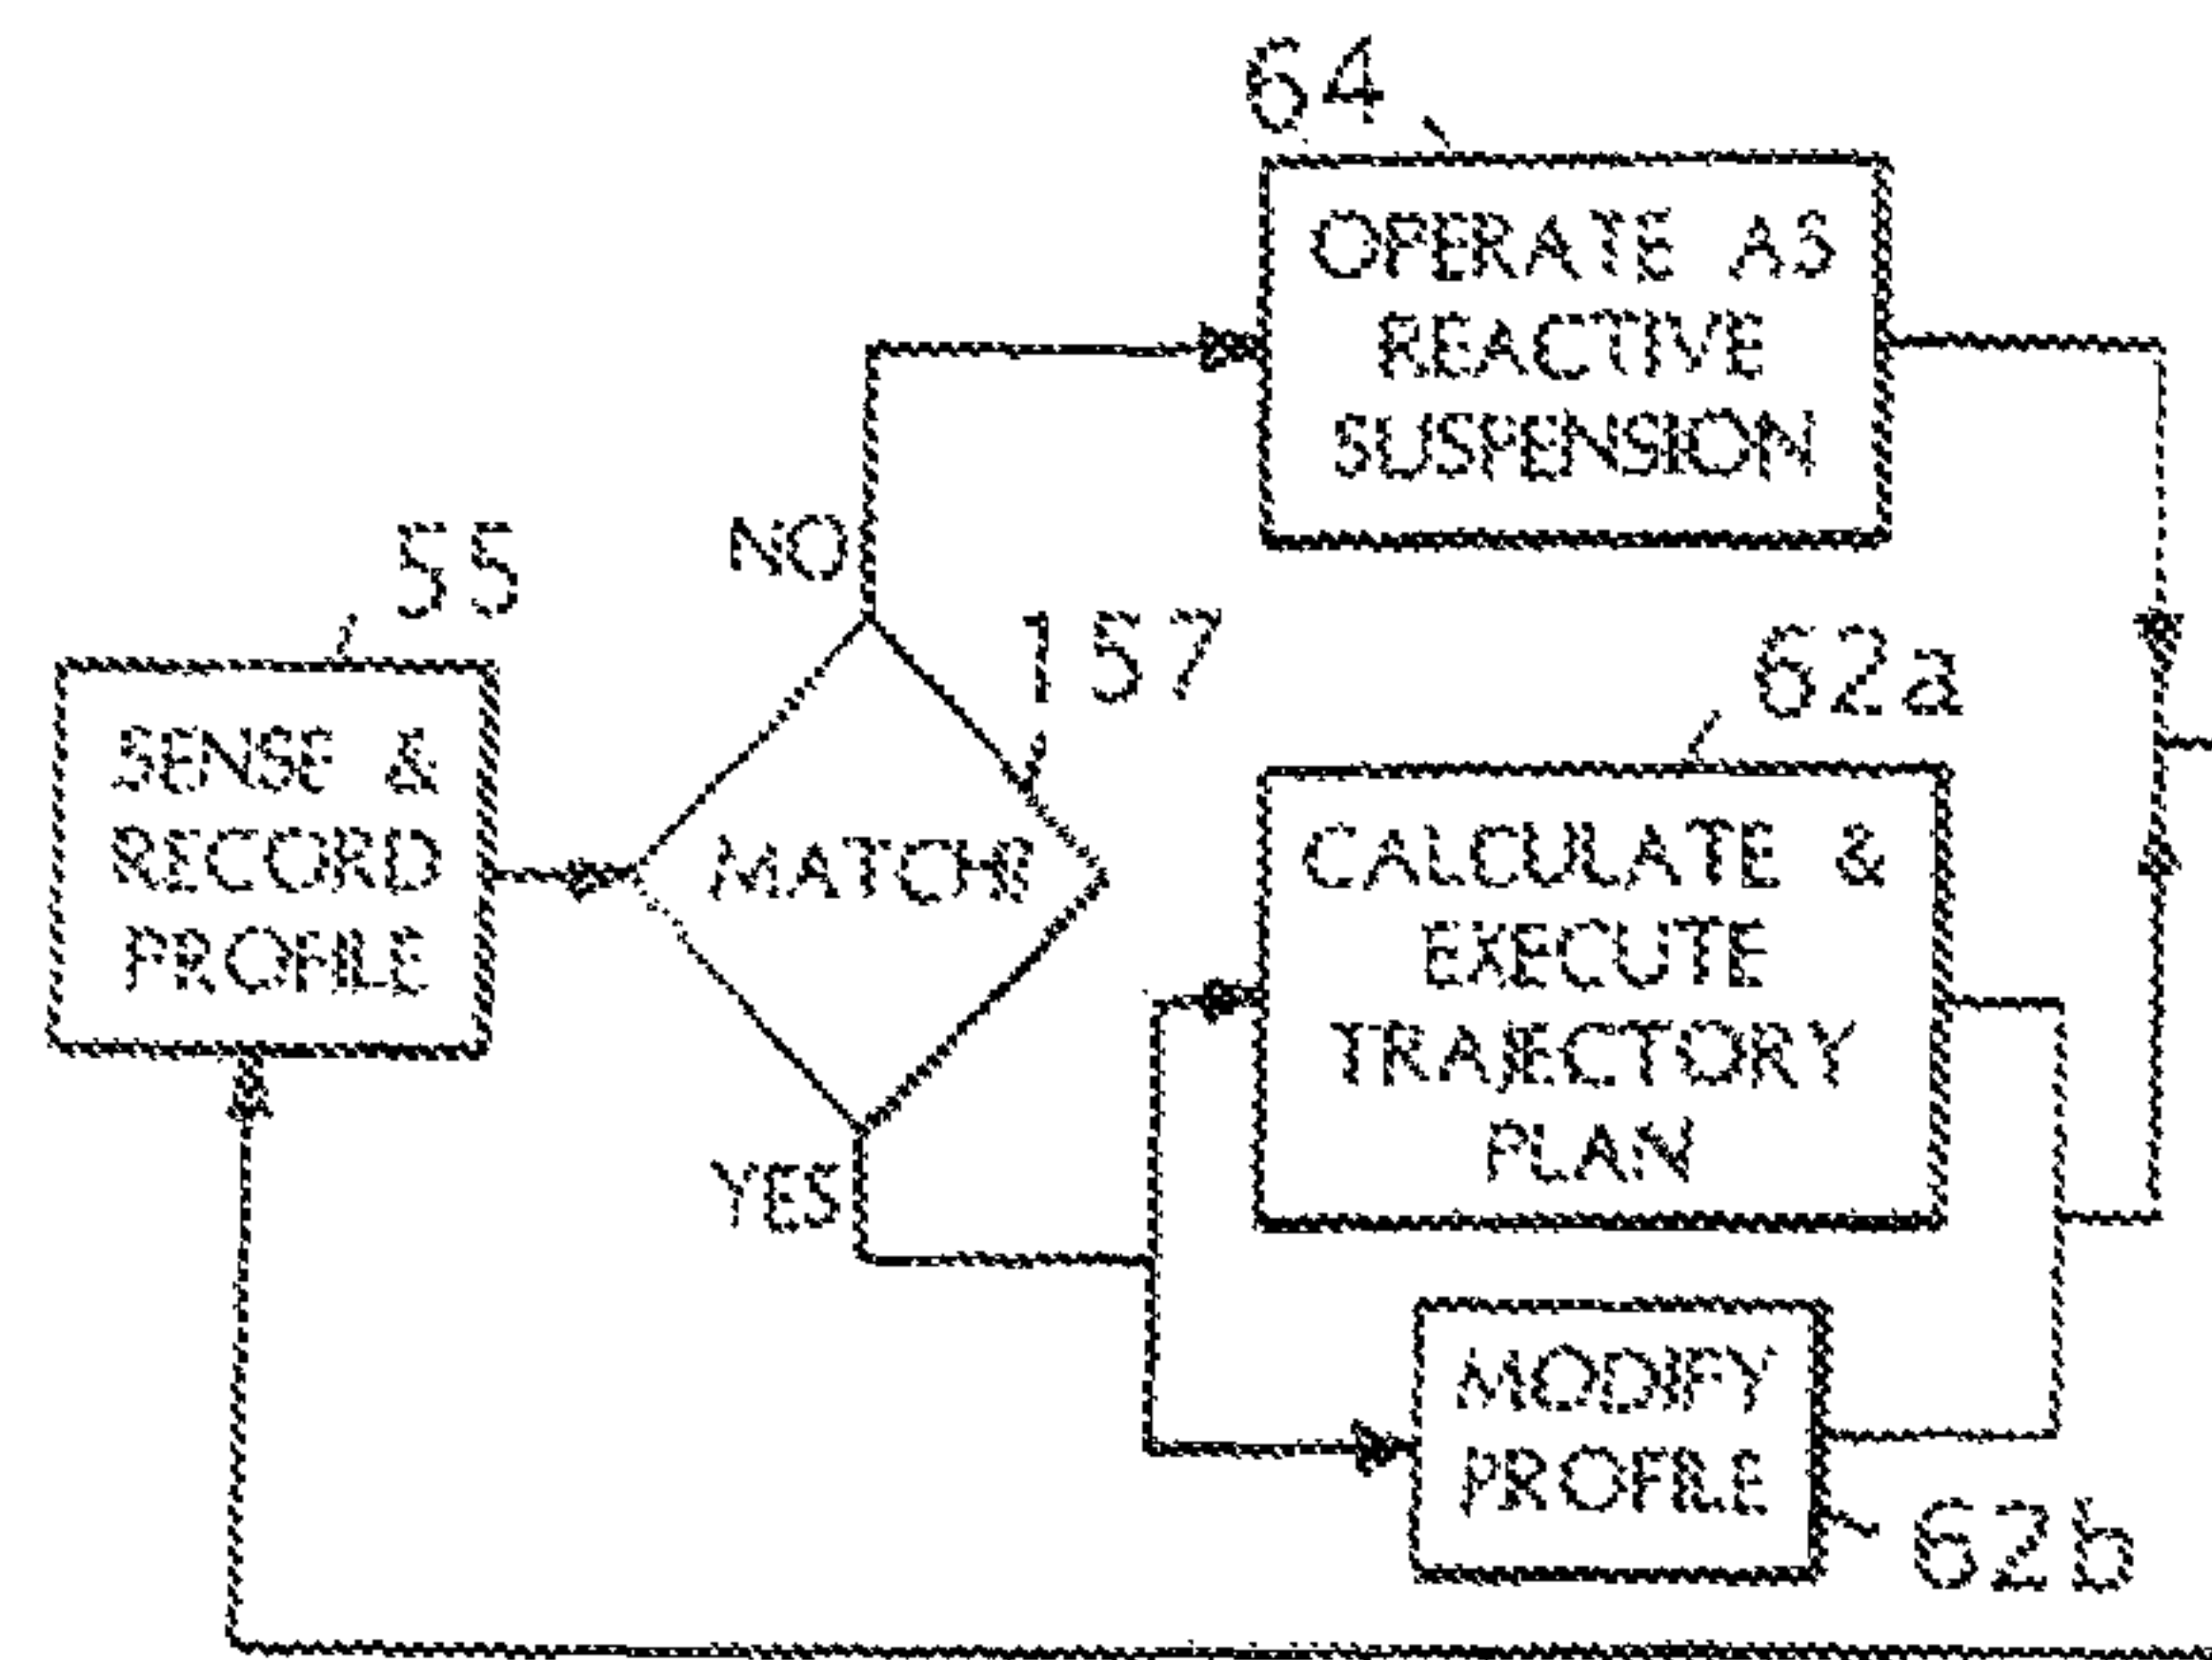 64
OPERATE AS
REACTIVE
SUSPENSION
NO
55
157
62a
SENSE &
RECORD
PROFILE
MATCH?
CALCULATE &
EXECUTE
TRAJECTORY
PLAN
YES
MODIFY
PROFILE
62b